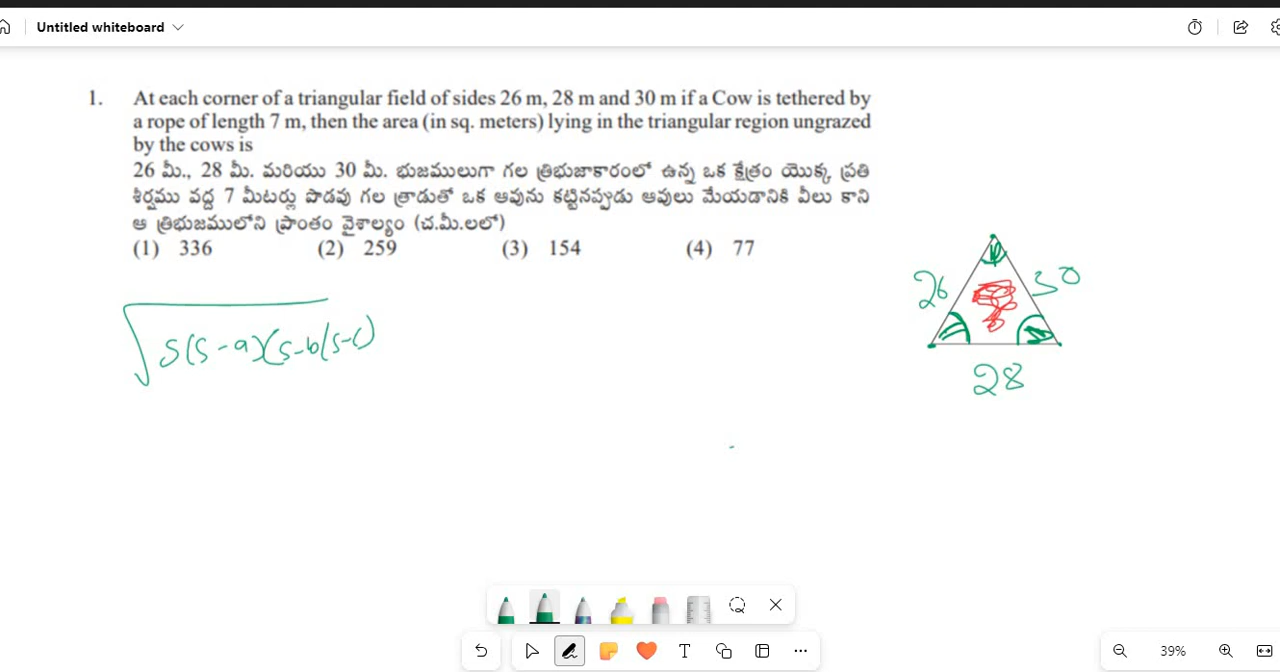 Untitled whiteboard
1. At each corner of a triangular field of sides 26 m, 28 m and 30 m if a Cow is tethered by
a rope of length 7 m, then the area (in sq. meters) lying in the triangular region ungrazed
by the cows is
26 మీ., 28 మీ. మరియు 30 మీ. భుజములుగా గల త్రిభుజాకారంలో ఉన్న ఒక క్షేత్రం యొక్క ప్రతి
శీర్షము వద్ద 7 మీటర్లు పొడవు గల త్రాడుతో ఒక ఆవును కట్టినప్పుడు ఆవులు మేయడానికి వీలు కాని
ఆ త్రిభుజములోని ప్రాంతం వైశాల్యం (చ.మీ.లలో)
(1) 336 (2) 259 (3) 154 (4) 77
26 30
√S(S-a)(S-b(S-c)
28
T
39%